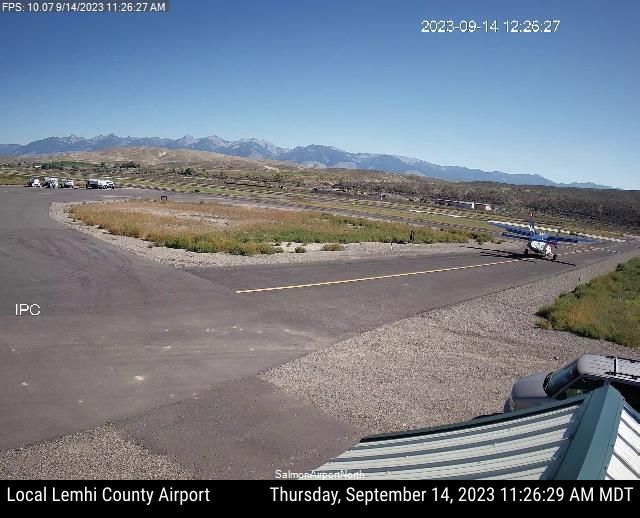 FPS: 10.07 9/14/2023 11:26:27 AM
2023-09-14 12:26:27
IPC
SalmonAirportNorth
Local Lemhi County Airport
Thursday, September 14, 2023 11:26:29 AM MDT